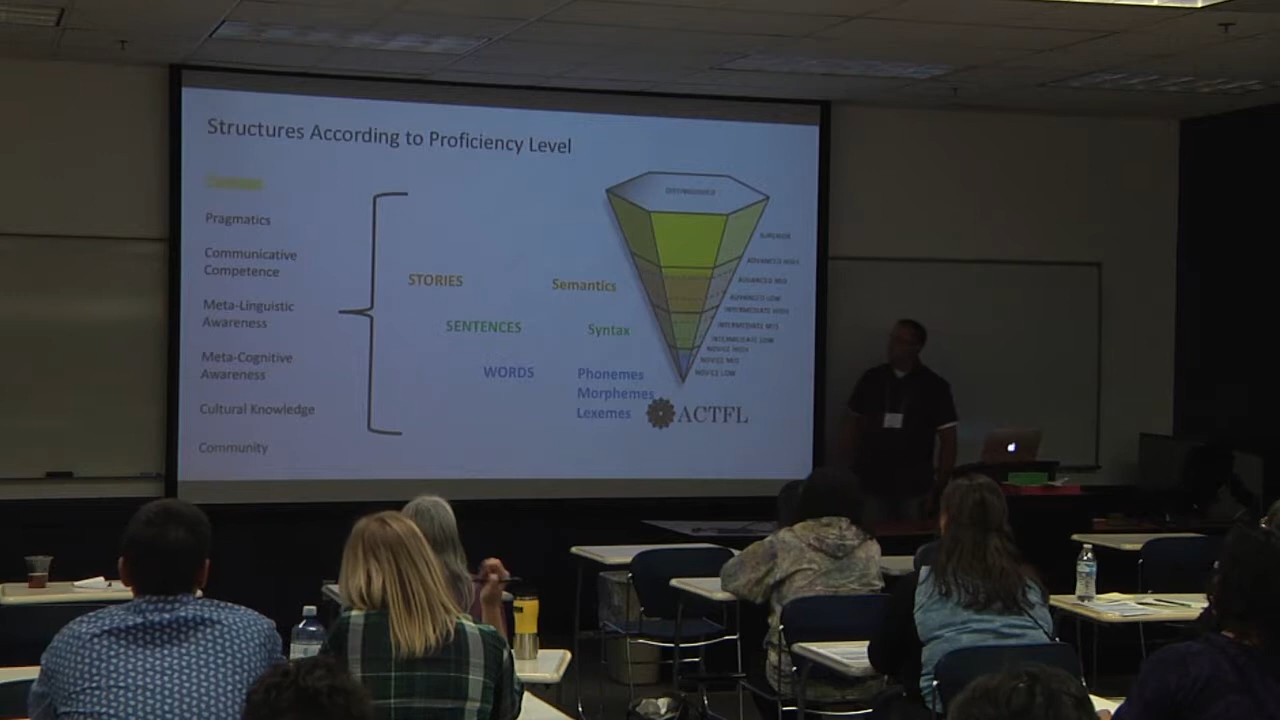 Structures According to Proficiency Level
Pragmatics
Communicative
Competence
Meta-Linguistic
Awareness
Meta-Cognitive
Awareness
Cultural Knowledge
Community
STORIES
SENTENCES
WORDS
Semantics
Syntax
Phonemes
Morphemes
Lexemes
DISTINGUISHED
SUPERIOR
ADVANCED HIGH
ADVANCED MID
ADVANCED LOW
INTERMEDIATE HIGH
INTERMEDIATE MID
INTERMEDIATE LOW
NOVICE HIGH
NOVICE MID
NOVICE LOW
ACTFL